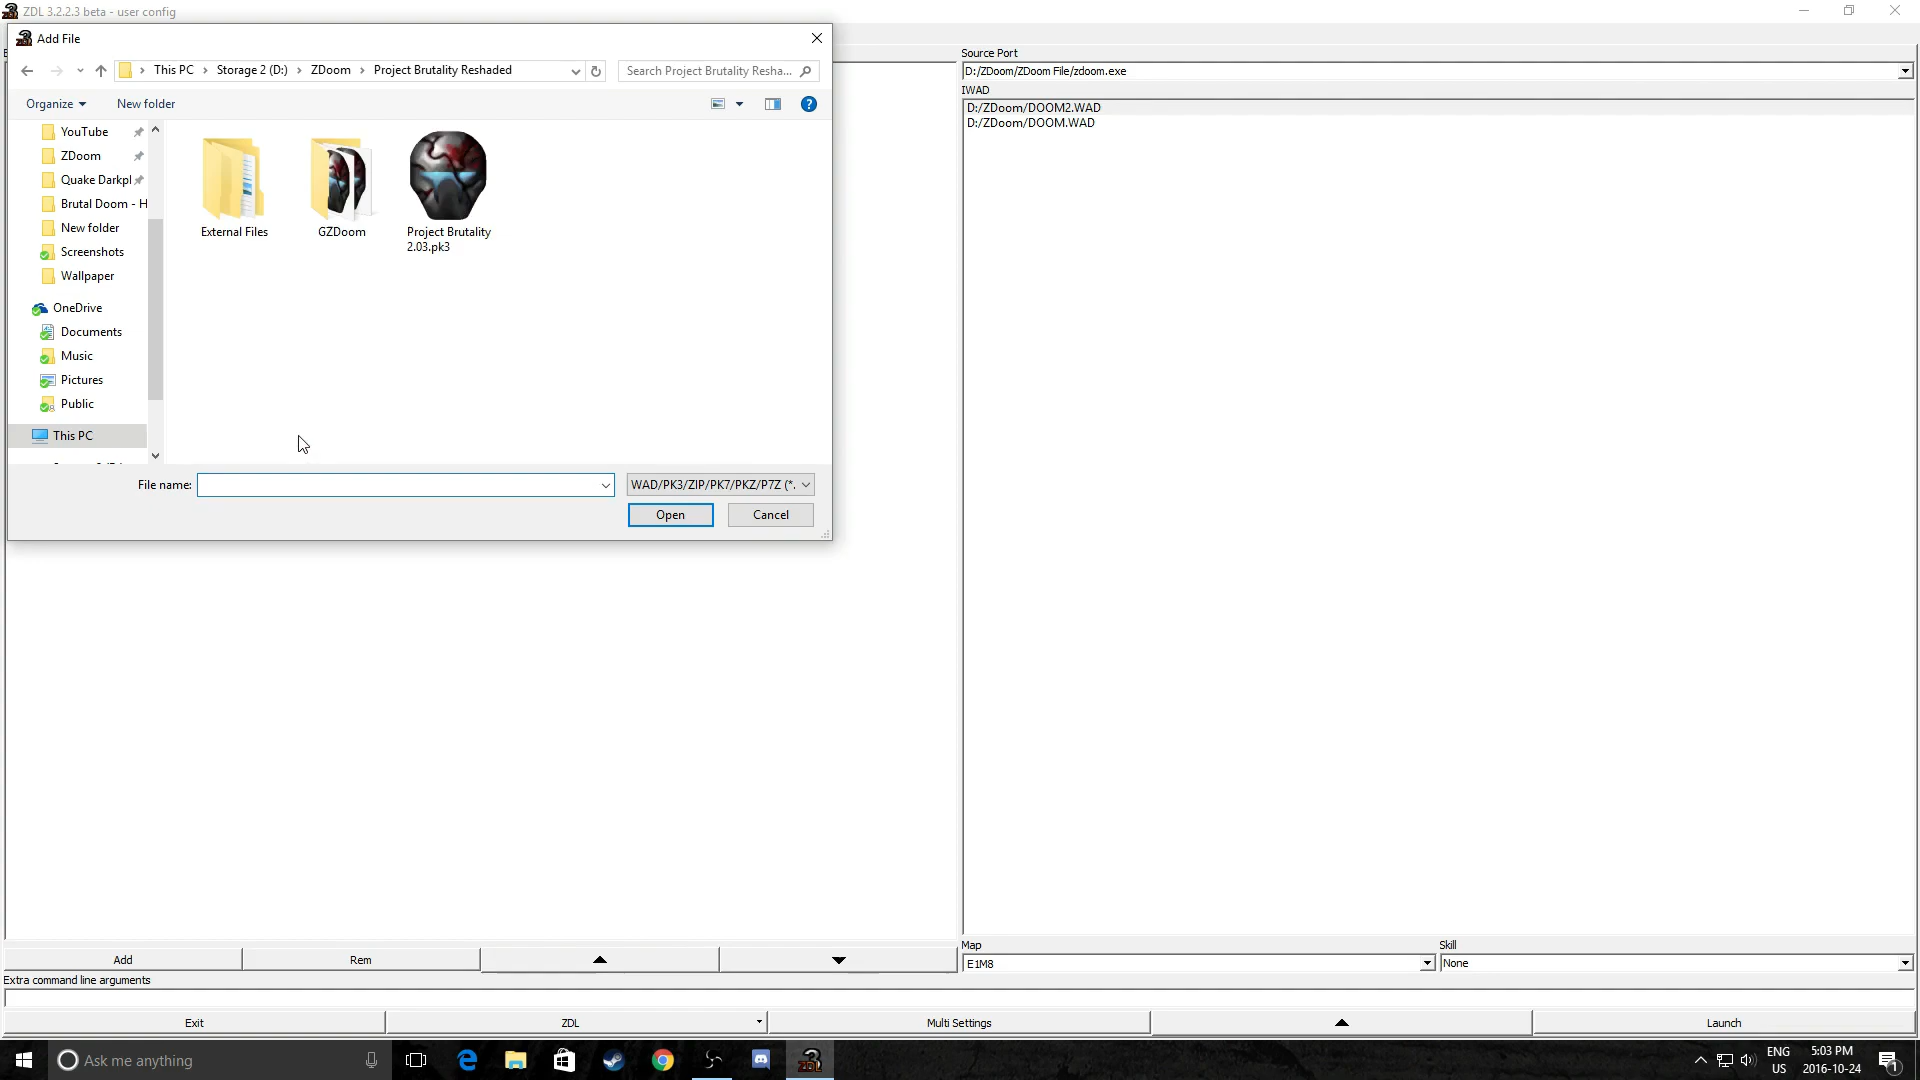 ZDL 3.2.2.3 beta - user config
Add File
This PC > Storage 2 (D:) > ZDoom > Project Brutality Reshaded
Search Project Brutality Resha...
Organize
New folder
YouTube
ZDoom
Quake Darkpl
Brutal Doom - H
New folder
Screenshots
Wallpaper
OneDrive
Documents
Music
Pictures
Public
This PC
External Files
GZDoom
Project Brutality
2.03.pk3
File name:
WAD/PK3/ZIP/PK7/PKZ/P7Z (*.
Open
Cancel
Source Port
D:/ZDoom/ZDoom File/zdoom.exe
IWAD
D:/ZDoom/DOOM2.WAD
D:/ZDoom/DOOM.WAD
Add
Rem
Map
E1M8
Skill
None
Extra command line arguments
Exit
ZDL
Multi Settings
Launch
Ask me anything
ENG
US
5:03 PM
2016-10-24
1